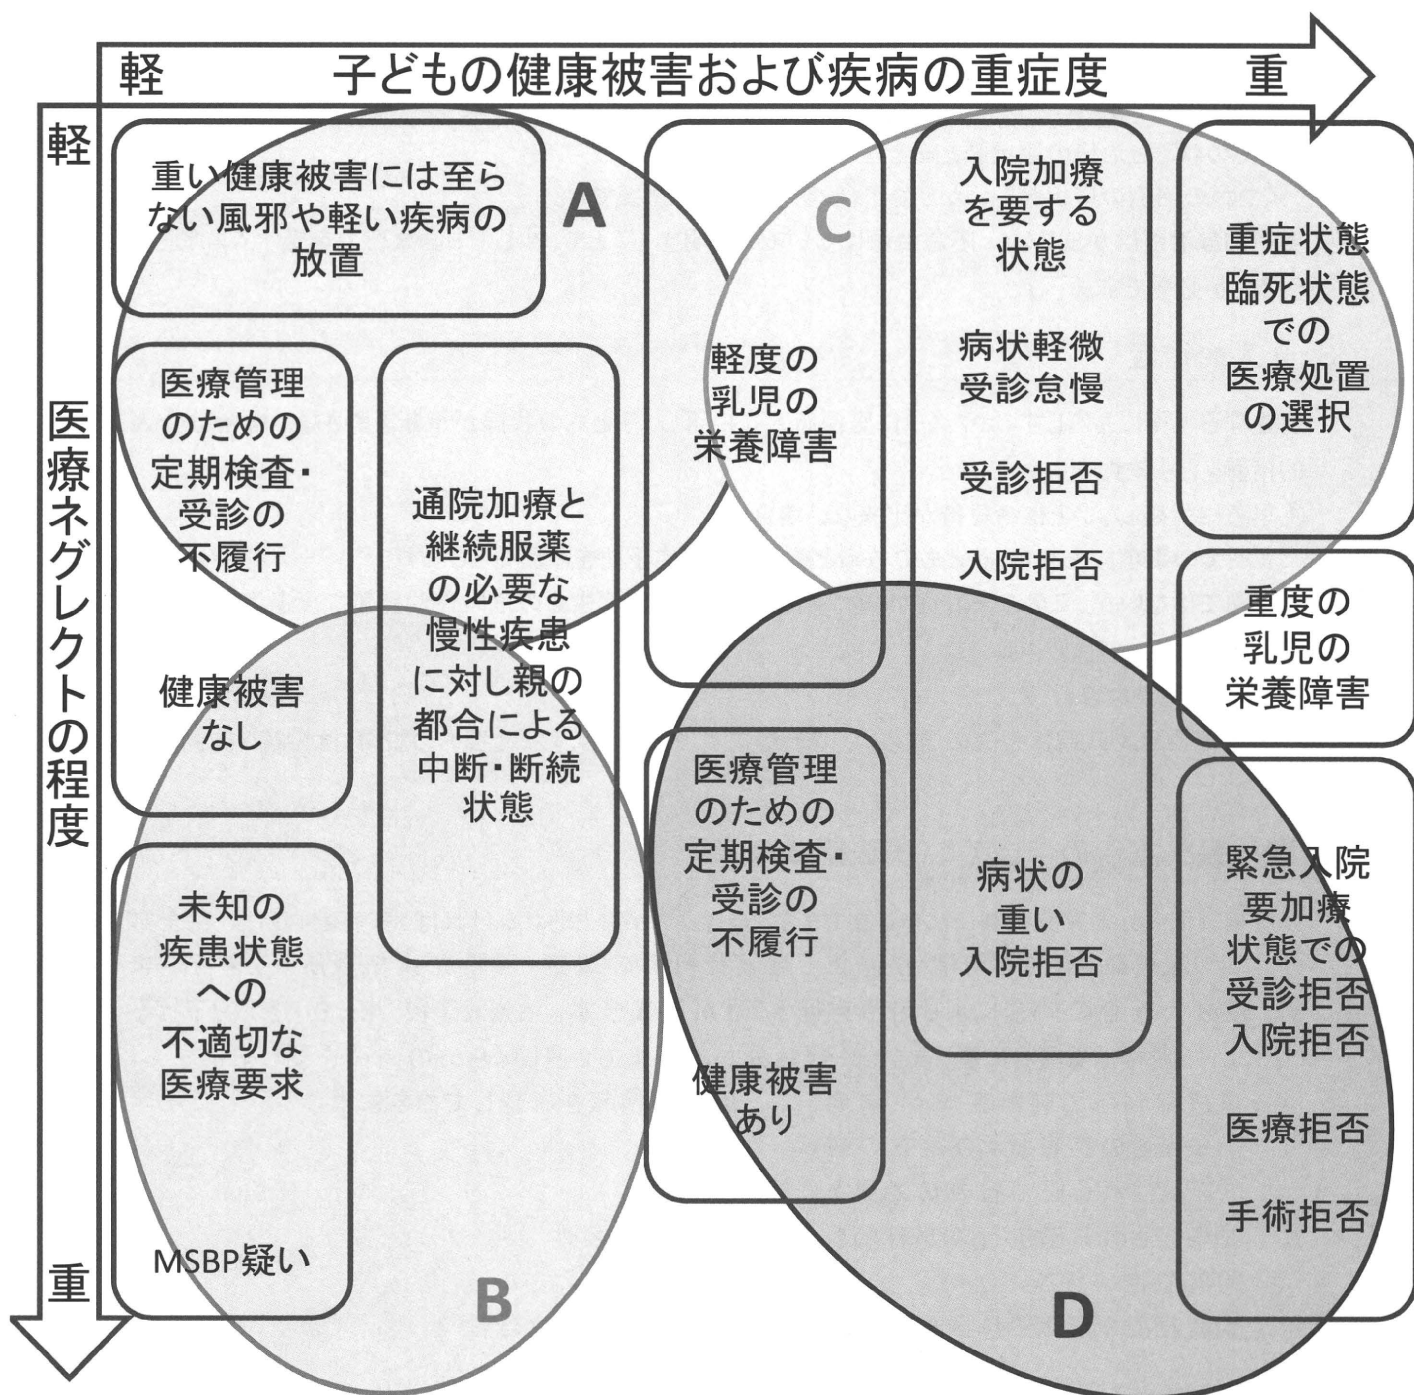 軽 子どもの健康被害および疾病の重症度 重
軽
医療ネグレクトの程度
重
重い健康被害には至ら
ない風邪や軽い疾病の
放置
A
医療管理
のための
定期検査・
受診の
不履行
健康被害
なし
通院加療と
継続服薬
の必要な
慢性疾患
に対し親の
都合による
中断・断続
状態
未知の
疾患状態
への
不適切な
医療要求
MSBP疑い
B
軽度の
乳児の
栄養障害
C
入院加療
を要する
状態
病状軽微
受診怠慢
受診拒否
入院拒否
病状の
重い
入院拒否
重症状態
臨死状態
での
医療処置
の選択
重度の
乳児の
栄養障害
医療管理
のための
定期検査・
受診の
不履行
健康被害
あり
緊急入院
要加療
状態での
受診拒否
入院拒否
医療拒否
手術拒否
D